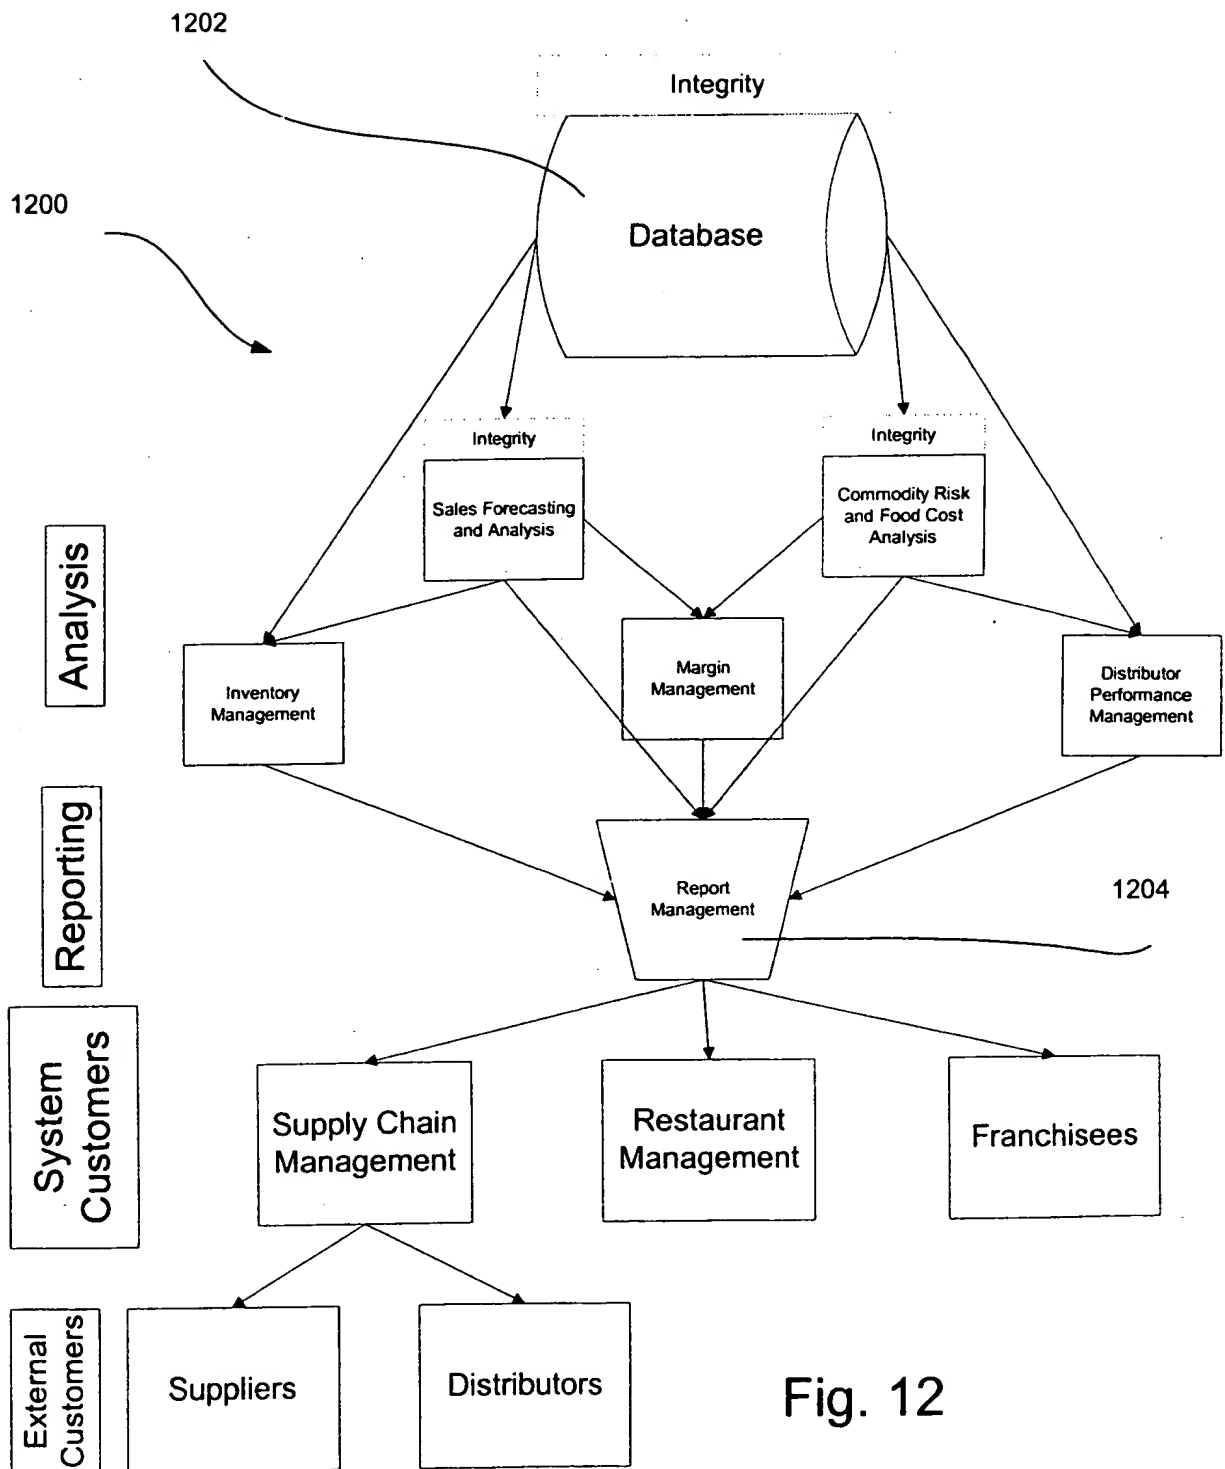 1202
Integrity
1200
Database
Integrity
Integrity
Sales Forecasting
and Analysis
Commodity Risk
and Food Cost
Analysis
Analysis
Inventory
Management
Margin
Management
Distributor
Performance
Management
Reporting
Report
Management
1204
System
Customers
Supply Chain
Management
Restaurant
Management
Franchisees
External
Customers
Suppliers
Distributors
Fig. 12